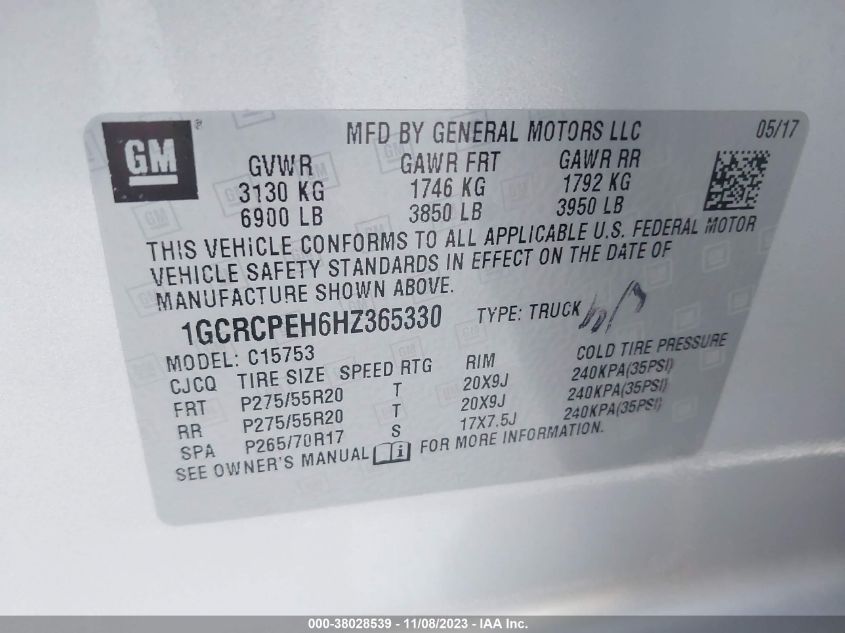 GM
MFD BY GENERAL MOTORS LLC 05/17
GVWR GAWR FRT GAWR RR
3130 KG 1746 KG 1792 KG
6900 LB 3850 LB 3950 LB
THIS VEHICLE CONFORMS TO ALL APPLICABLE U.S. FEDERAL MOTOR
VEHICLE SAFETY STANDARDS IN EFFECT ON THE DATE OF
MANUFACTURE SHOWN ABOVE.
1GCRCPEH6HZ365330 TYPE: TRUCK
MODEL: C15753
CJCQ TIRE SIZE SPEED RTG RIM COLD TIRE PRESSURE
FRT P275/55R20 T 20X9J 240KPA(35PSI)
RR P275/55R20 T 20X9J 240KPA(35PSI)
SPA P265/70R17 S 17X7.5J 240KPA(35PSI)
SEE OWNER'S MANUAL FOR MORE INFORMATION.
000-38028539 - 11/08/2023 - IAA Inc.